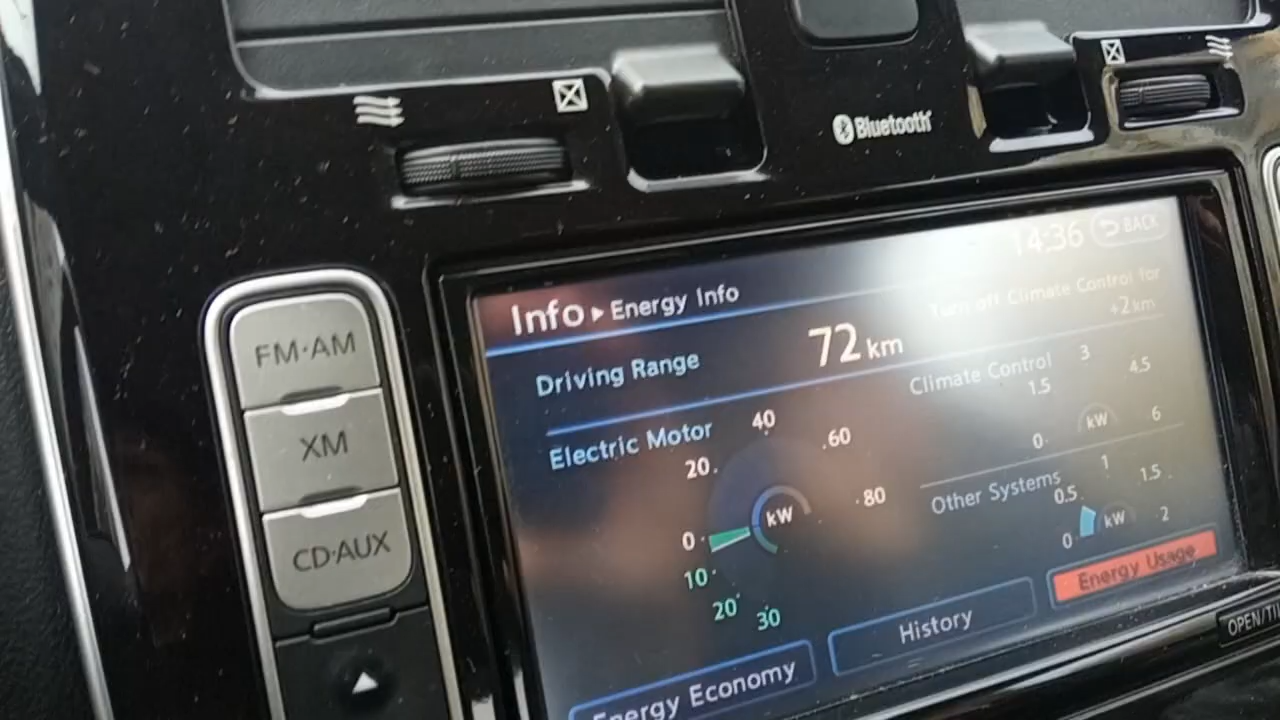 Bluetooth
FM·AM
XM
CD·AUX
14:36 BACK
Info ▸ Energy Info
Driving Range 72 km
Turn off Climate Control for
+2 km
Electric Motor
40
20
60
80
0
kW
10
20
30
Climate Control
3
1.5
4.5
0
kW
6
Other Systems
1
0.5
1.5
0
kW
2
Energy Economy
History
Energy Usage